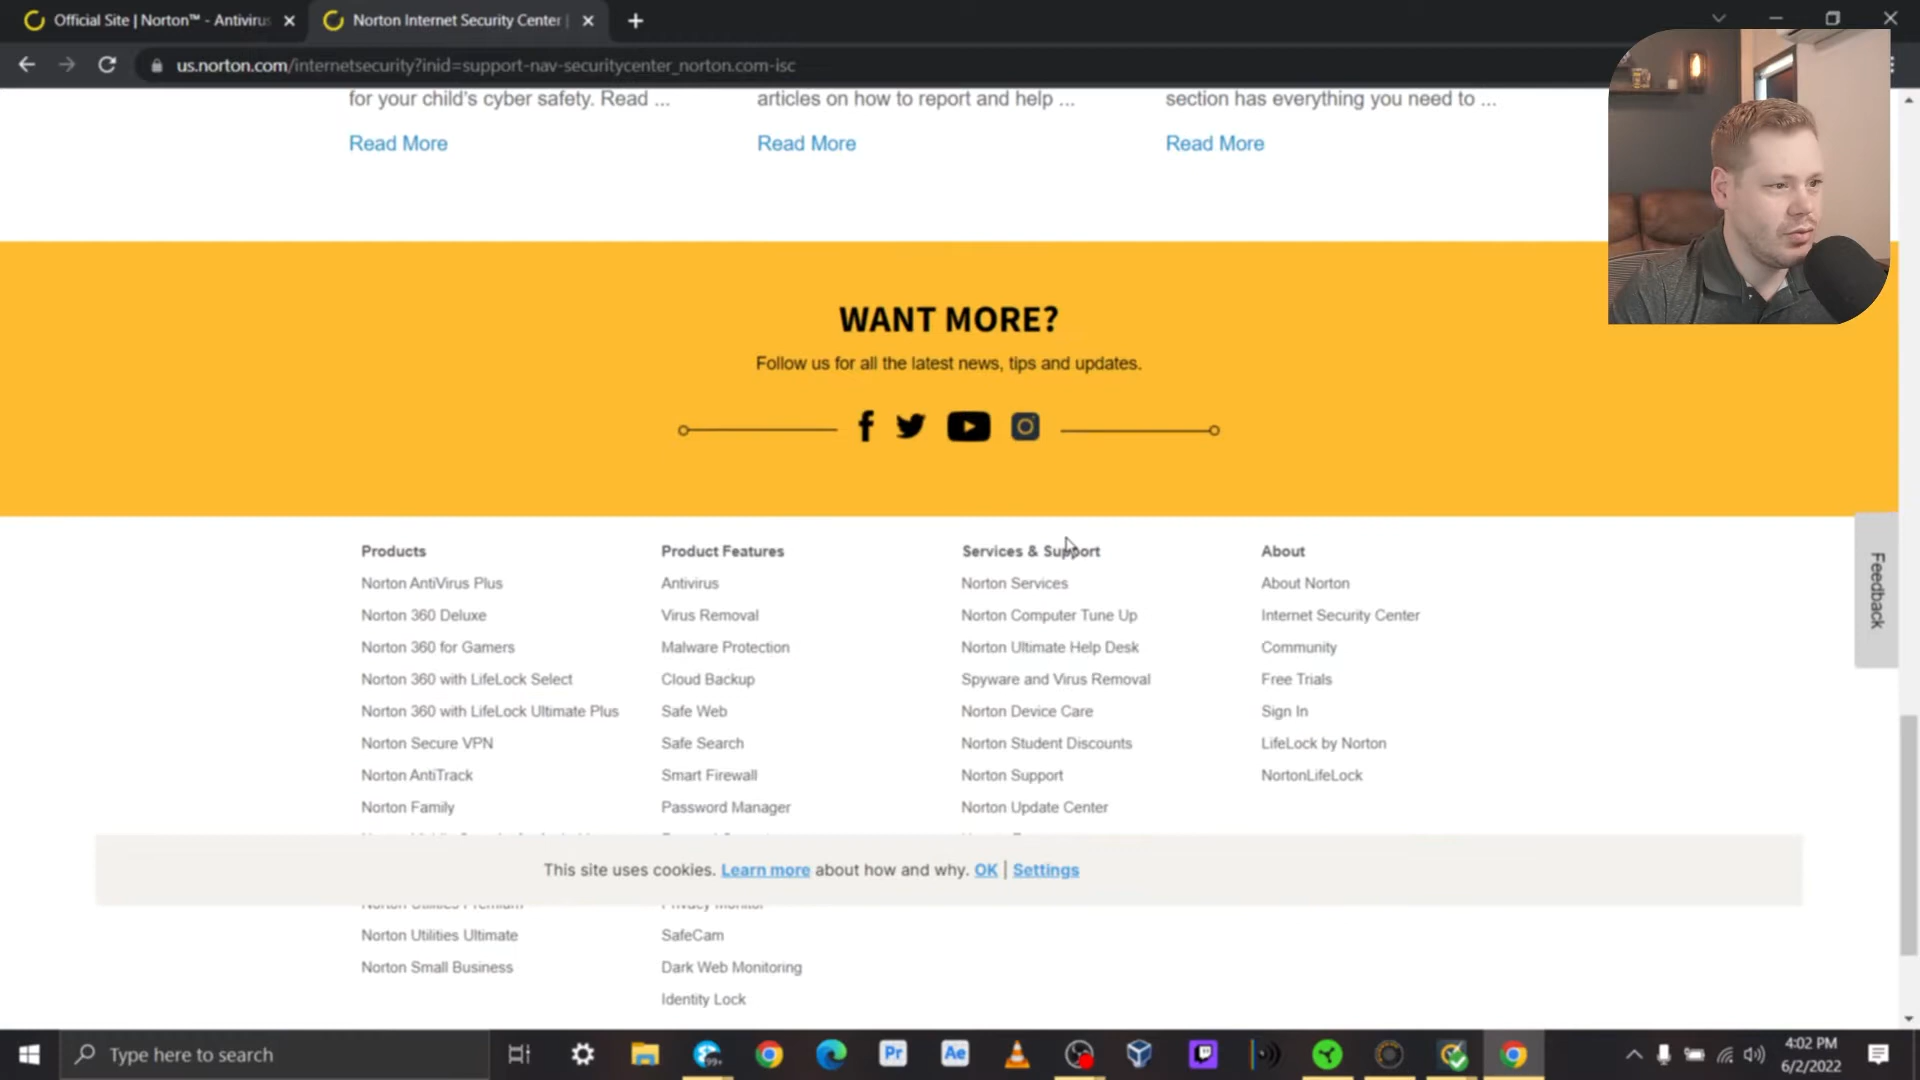 Official Site | Norton™ - Antivirus
Norton Internet Security Center |
us.norton.com/internetsecurity?inid=support-nav-securitycenter_norton.com-isc
for your child's cyber safety. Read ...
articles on how to report and help ...
section has everything you need to ...
Read More
Read More
Read More
WANT MORE?
Follow us for all the latest news, tips and updates.
Feedback
Products
Norton AntiVirus Plus
Norton 360 Deluxe
Norton 360 for Gamers
Norton 360 with LifeLock Select
Norton 360 with LifeLock Ultimate Plus
Norton Secure VPN
Norton AntiTrack
Norton Family
Norton Utilities Ultimate
Norton Small Business
Product Features
Antivirus
Virus Removal
Malware Protection
Cloud Backup
Safe Web
Safe Search
Smart Firewall
Password Manager
Privacy Monitor
SafeCam
Dark Web Monitoring
Identity Lock
Services & Support
Norton Services
Norton Computer Tune Up
Norton Ultimate Help Desk
Spyware and Virus Removal
Norton Device Care
Norton Student Discounts
Norton Support
Norton Update Center
About
About Norton
Internet Security Center
Community
Free Trials
Sign In
LifeLock by Norton
NortonLifeLock
This site uses cookies. Learn more about how and why. OK | Settings
Type here to search
99+
Pr
Ae
4:02 PM
6/2/2022